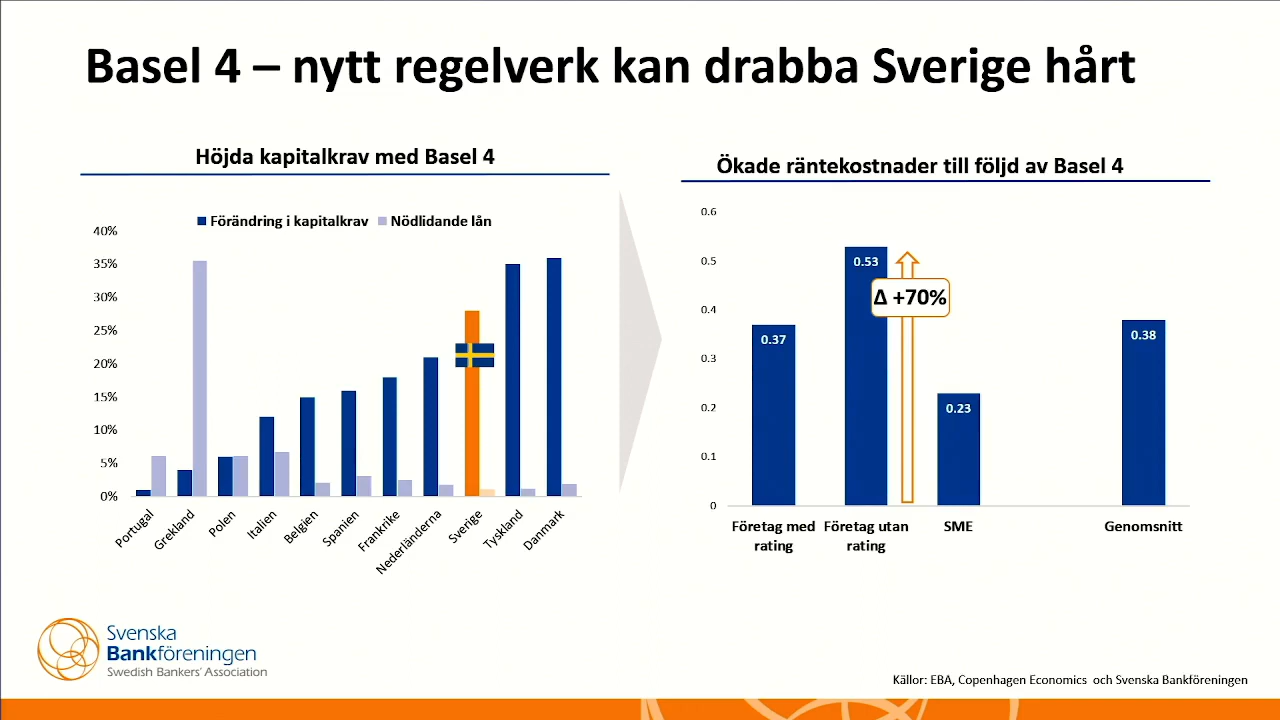 Basel 4 – nytt regelverk kan drabba Sverige hårt
Höjda kapitalkrav med Basel 4
Förändring i kapitalkrav
Nödlidande lån
40%
35%
30%
25%
20%
15%
10%
5%
0%
Portugal
Grekland
Polen
Italien
Belgien
Spanien
Frankrike
Nederländerna
Sverige
Tyskland
Danmark
Ökade räntekostnader till följd av Basel 4
0.6
0.5
0.4
0.3
0.2
0.1
0
0.37
0.53
Δ +70%
0.23
0.38
Företag med
rating
Företag utan
rating
SME
Genomsnitt
Svenska
Bankföreningen
Swedish Bankers' Association
Källor: EBA, Copenhagen Economics och Svenska Bankföreningen